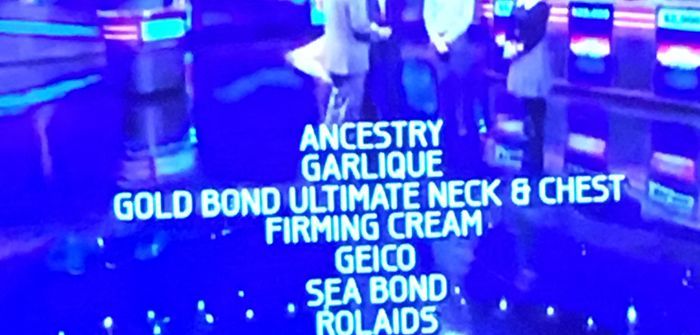 ANCESTRY
GARLIQUE
GOLD BOND ULTIMATE NECK & CHEST
FIRMING CREAM
GEICO
SEA BOND
ROLAIDS